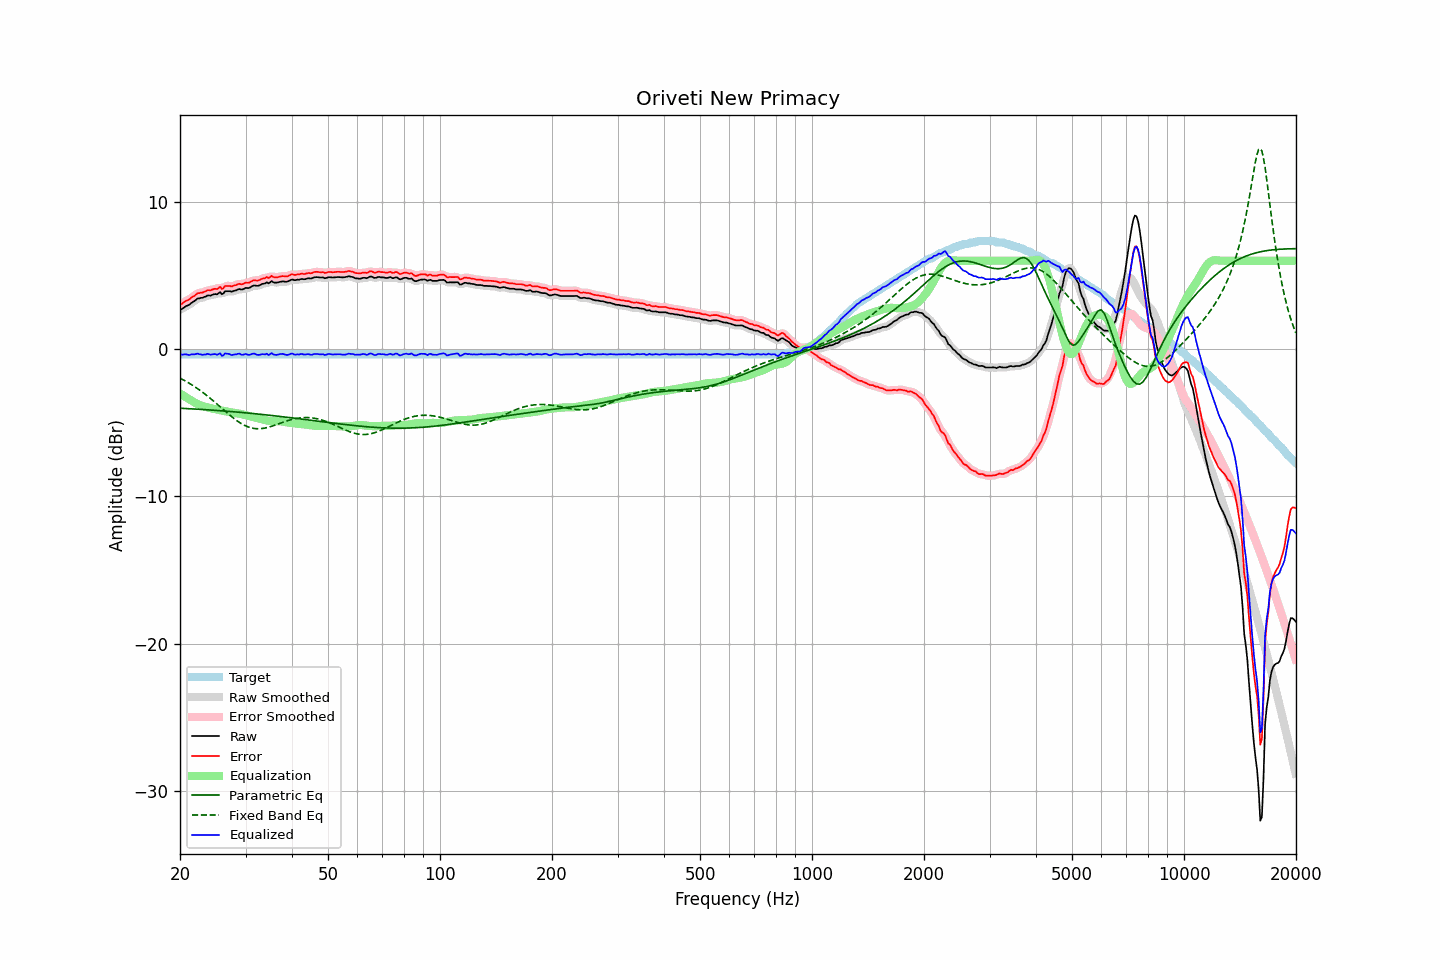 Oriveti New Primacy
10
0
−10
−20
−30
Amplitude (dBr)
Target
Raw Smoothed
Error Smoothed
Raw
Error
Equalization
Parametric Eq
Fixed Band Eq
Equalized
20 50 100 200 500 1000 2000 5000 10000 20000
Frequency (Hz)